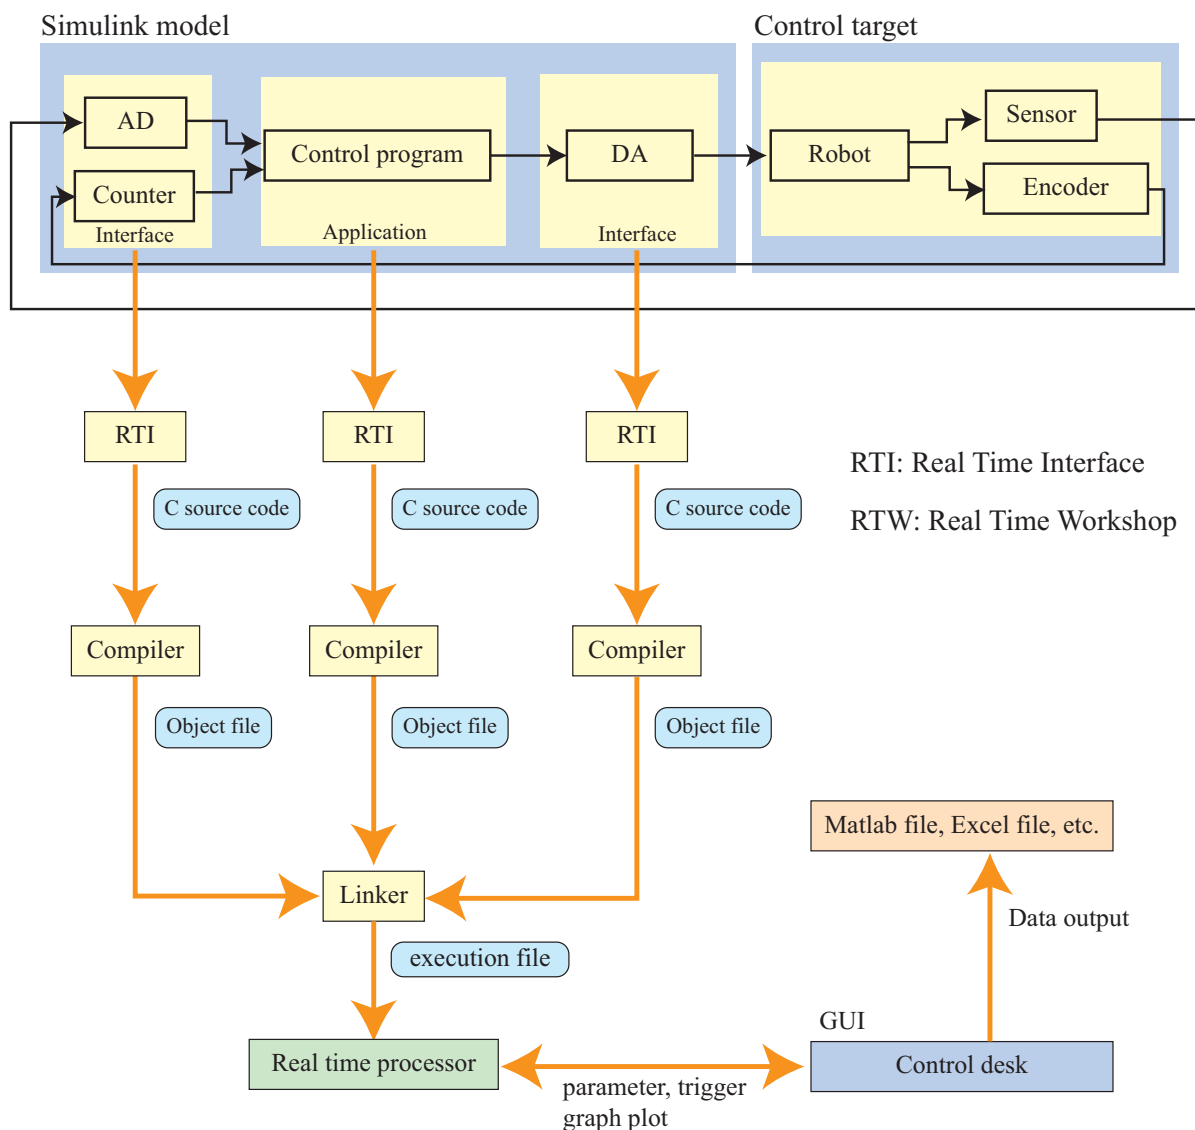 Simulink model
Control target
AD
Counter
Interface
Control program
Application
DA
Interface
Robot
Sensor
Encoder
RTI
RTI
RTI
RTI: Real Time Interface
RTW: Real Time Workshop
C source code
C source code
C source code
Compiler
Compiler
Compiler
Object file
Object file
Object file
Matlab file, Excel file, etc.
Linker
Data output
execution file
GUI
Real time processor
Control desk
parameter, trigger
graph plot